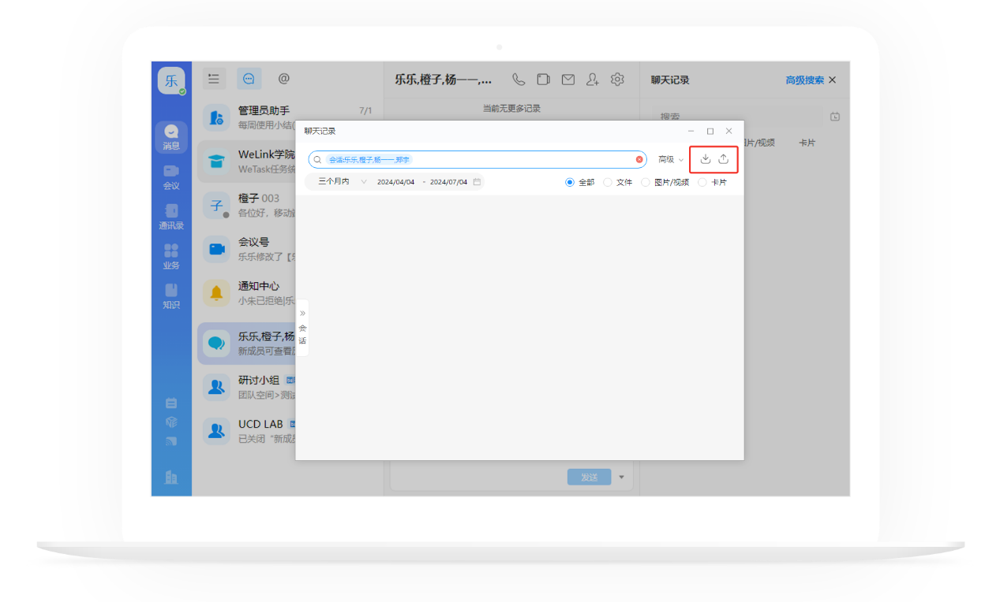 乐
消息
会议
通讯录
业务
知识
@
管理员助手
7/1
每周使用小结(
WeLink学院
WeTask任务
子
橙子 003
各位好，移动
会议号
乐乐修改了【
通知中心
小朱已拒绝|乐
乐乐,橙子,杨
新成员可查看
研讨小组
团队空间>测
UCD LAB
已关闭“新成
乐乐,橙子,杨一一,...
当前无更多记录
聊天记录
高级搜索
搜索
片/视频
卡片
聊天记录
会话:乐乐,橙子,杨一一,郑宇
高级
三个月内
2024/04/04 - 2024/07/04
全部
文件
图片/视频
卡片
会话
发送